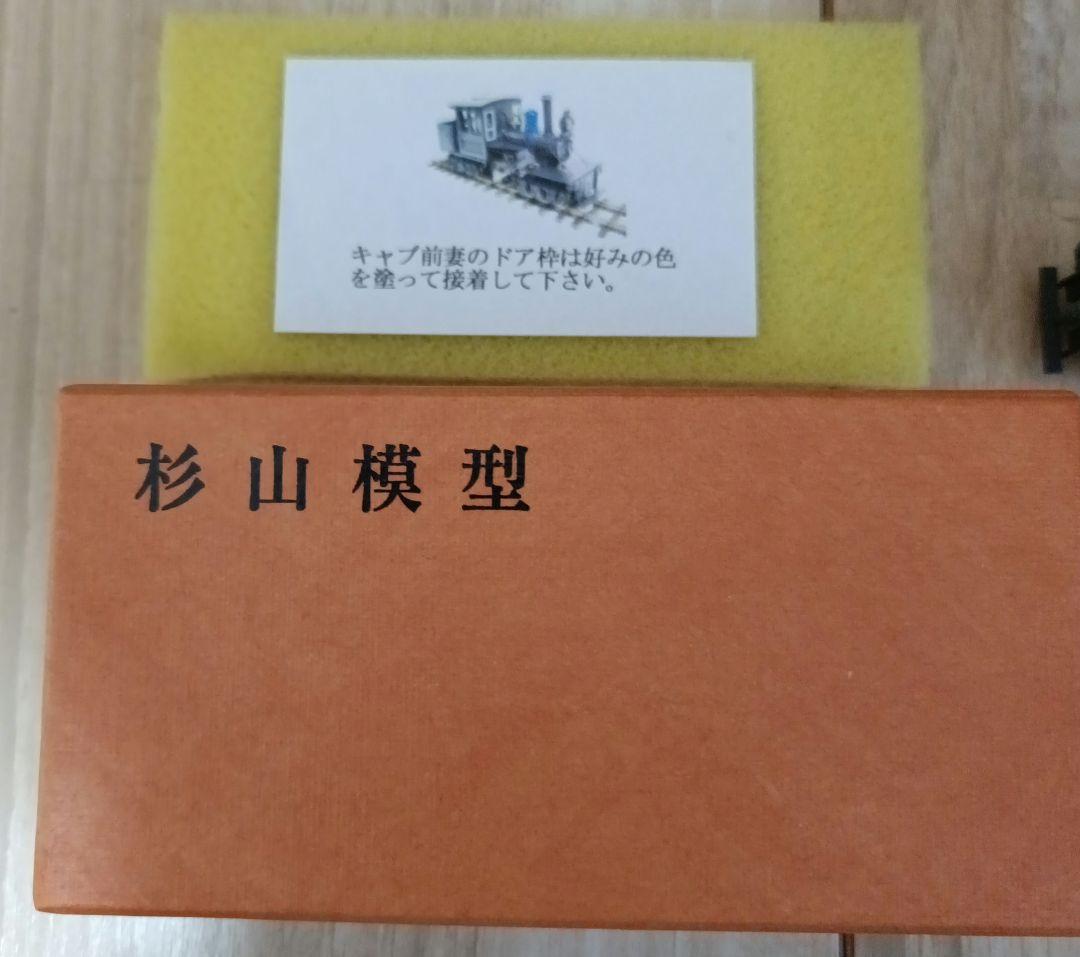 キャブ前妻のドア枠は好みの色
を塗って接着して下さい。
杉山模型